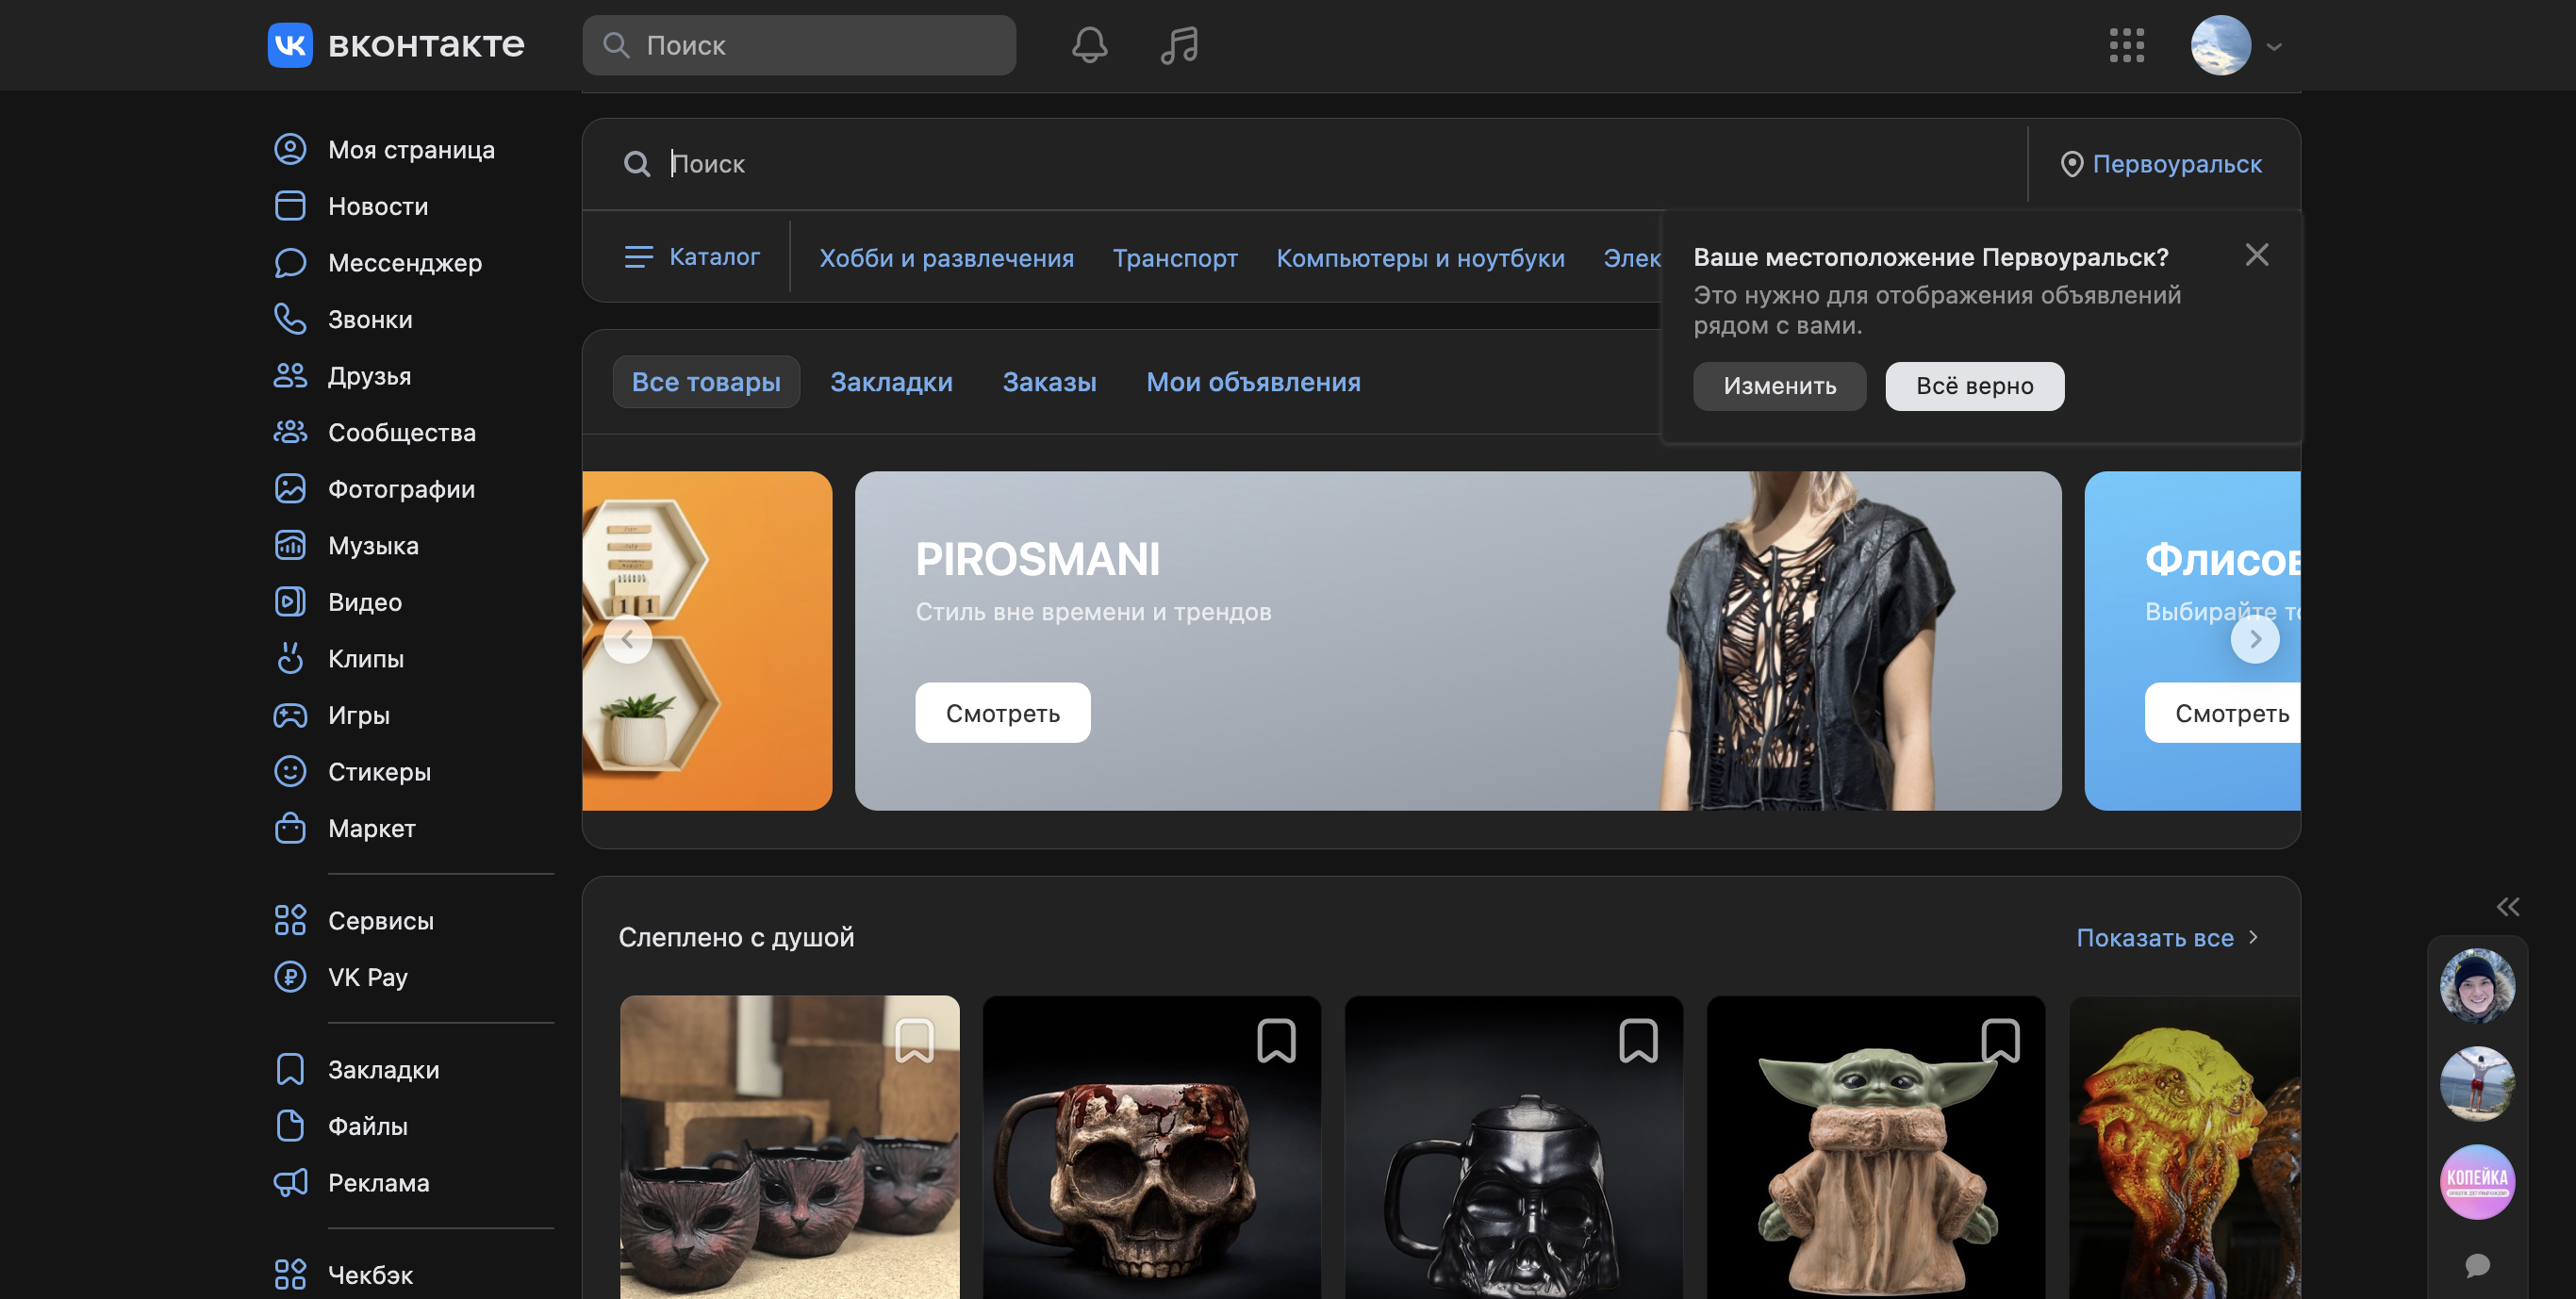 вконтакте
Поиск
Моя страница
Новости
Мессенджер
Звонки
Друзья
Сообщества
Фотографии
Музыка
Видео
Клипы
Игры
Стикеры
Маркет
Сервисы
VK Pay
Закладки
Файлы
Реклама
Чекбэк
Поиск
Первоуральск
Каталог
Хобби и развлечения
Транспорт
Компьютеры и ноутбуки
Элек
Ваше местоположение Первоуральск?
Это нужно для отображения объявлений
рядом с вами.
Изменить
Всё верно
Все товары
Закладки
Заказы
Мои объявления
PIROSMANI
Стиль вне времени и трендов
Смотреть
Флисов
Выбирайте то
Смотреть
Слеплено с душой
Показать все
КОПЕЙКА